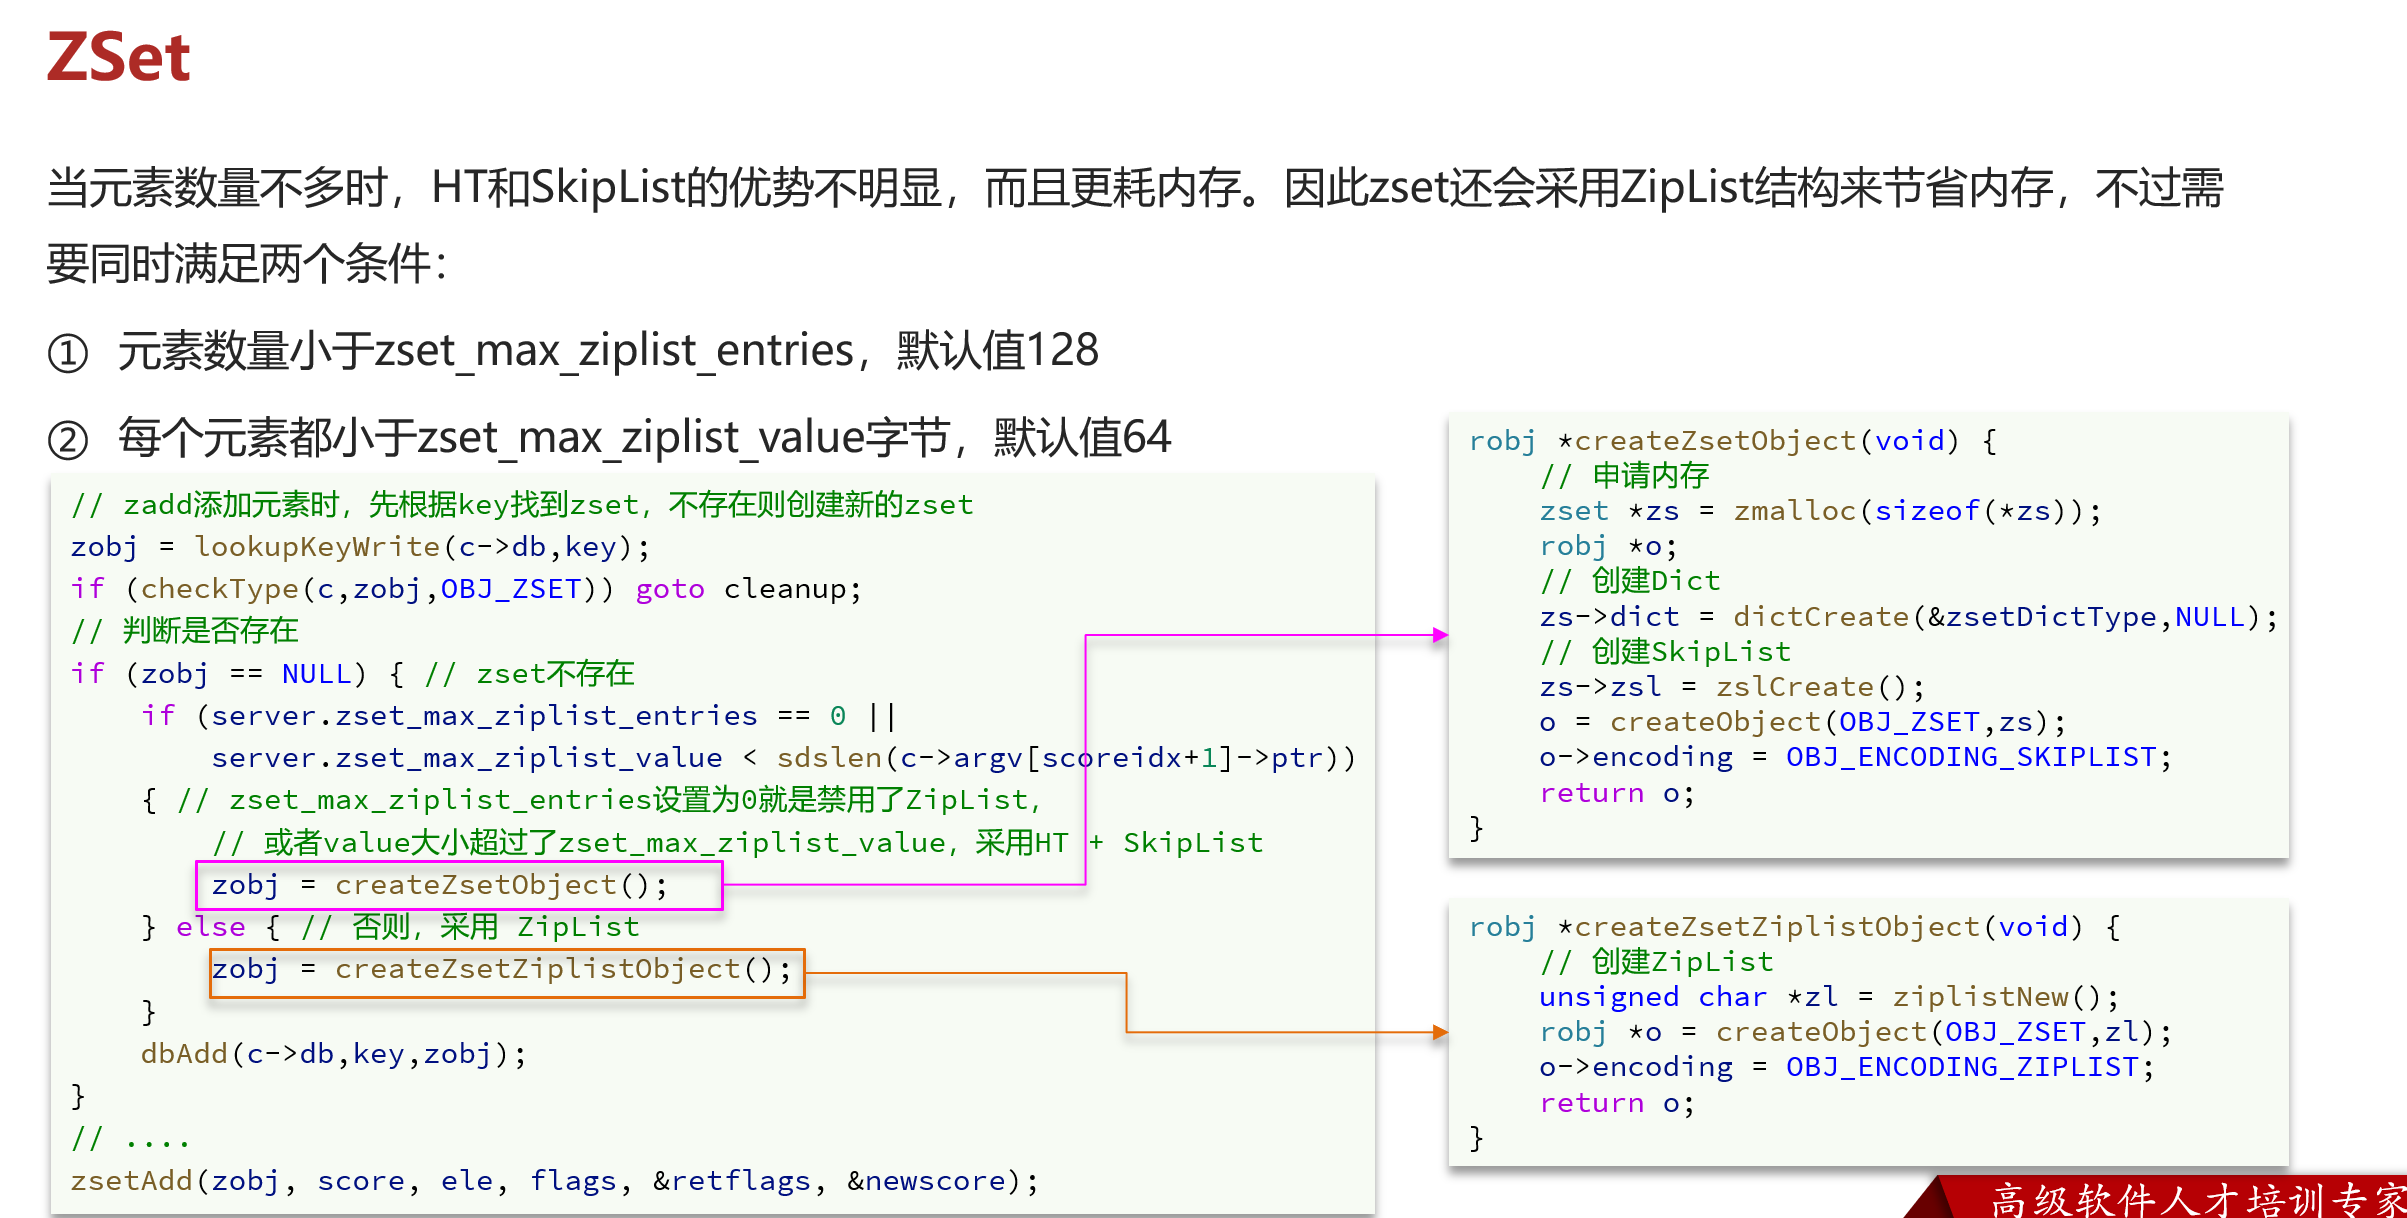 ZSet
当元素数量不多时，HT和SkipList的优势不明显，而且更耗内存。因此zset还会采用ZipList结构来节省内存，不过需
要同时满足两个条件：
① 元素数量小于zset_max_ziplist_entries，默认值128
② 每个元素都小于zset_max_ziplist_value字节，默认值64
// zadd添加元素时，先根据key找到zset，不存在则创建新的zset
zobj = lookupKeyWrite(c->db,key);
if (checkType(c,zobj,OBJ_ZSET)) goto cleanup;
// 判断是否存在
if (zobj == NULL) { // zset不存在
    if (server.zset_max_ziplist_entries == 0 ||
        server.zset_max_ziplist_value < sdslen(c->argv[scoreidx+1]->ptr))
    { // zset_max_ziplist_entries设置为0就是禁用了ZipList，
        // 或者value大小超过了zset_max_ziplist_value，采用HT + SkipList
        zobj = createZsetObject();
    } else { // 否则，采用 ZipList
        zobj = createZsetZiplistObject();
    }
    dbAdd(c->db,key,zobj);
}
// ....
zsetAdd(zobj, score, ele, flags, &retflags, &newscore);
robj *createZsetObject(void) {
    // 申请内存
    zset *zs = zmalloc(sizeof(*zs));
    robj *o;
    // 创建Dict
    zs->dict = dictCreate(&zsetDictType,NULL);
    // 创建SkipList
    zs->zsl = zslCreate();
    o = createObject(OBJ_ZSET,zs);
    o->encoding = OBJ_ENCODING_SKIPLIST;
    return o;
}
robj *createZsetZiplistObject(void) {
    // 创建ZipList
    unsigned char *zl = ziplistNew();
    robj *o = createObject(OBJ_ZSET,zl);
    o->encoding = OBJ_ENCODING_ZIPLIST;
    return o;
}
高级软件人才培训专家